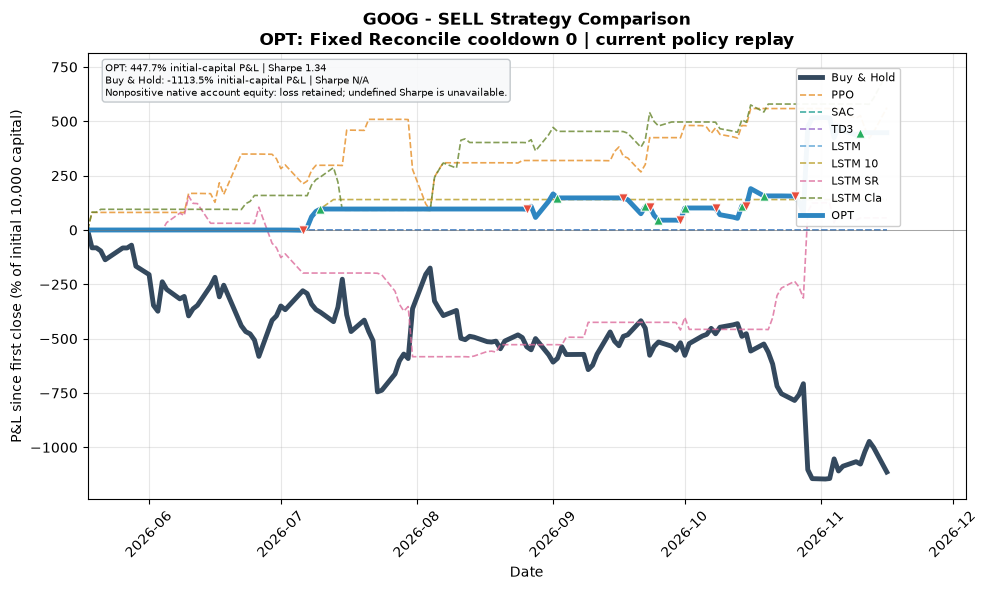 GOOG - SELL Strategy Comparison
OPT: Fixed Reconcile cooldown 0 | current policy replay
OPT: 447.7% initial-capital P&L | Sharpe 1.34
Buy & Hold: -1113.5% initial-capital P&L | Sharpe N/A
Nonpositive native account equity: loss retained; undefined Sharpe is unavailable.
Buy & Hold
PPO
SAC
TD3
LSTM
LSTM 10
LSTM SR
LSTM Cla
OPT
P&L since first close (% of initial 10,000 capital)
750
500
250
0
−250
−500
−750
−1000
2026-06
2026-07
2026-08
2026-09
2026-10
2026-11
2026-12
Date